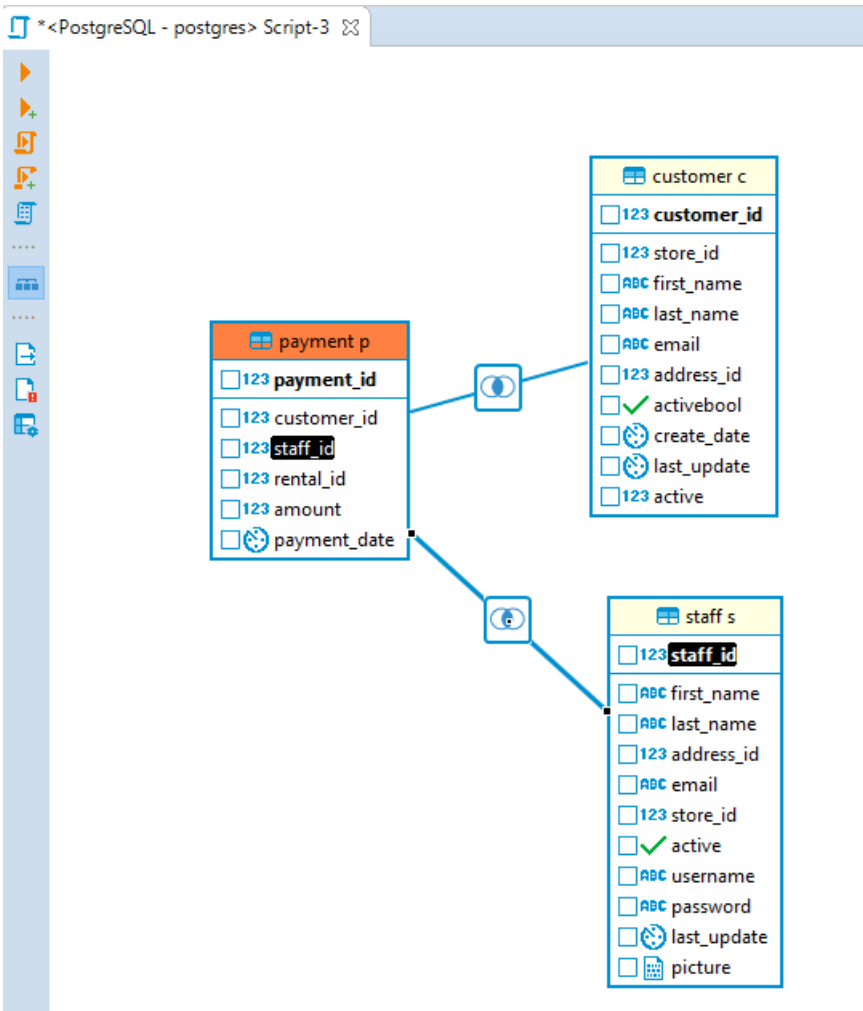 *<PostgreSQL - postgres> Script-3
customer c
123 customer_id
123 store_id
ABC first_name
ABC last_name
ABC email
123 address_id
activebool
create_date
last_update
123 active
payment p
123 payment_id
123 customer_id
123 staff_id
123 rental_id
123 amount
payment_date
staff s
123 staff_id
ABC first_name
ABC last_name
123 address_id
ABC email
123 store_id
active
ABC username
ABC password
last_update
picture